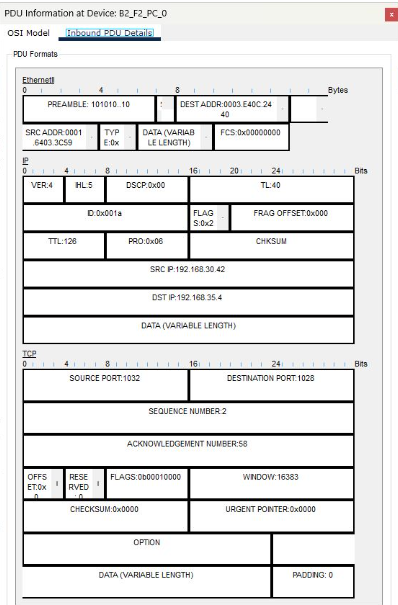 PDU Information at Device: B2_F2_PC_0
x
OSI Model Inbound PDU Details
PDU Formats
EthernetII
0 4 8 Bytes
PREAMBLE: 101010..10 DEST ADDR:0003.E40C.24
40
SRC ADDR:0001 TYP DATA (VARIAB FCS:0x00000000
.6403.3C59 E:0x LE LENGTH)
IP
0 4 8 16 20 24 Bits
VER:4 IHL:5 DSCP:0x00 TL:40
ID:0x001a FLAG FRAG OFFSET:0x000
S:0x2
TTL:126 PRO:0x06 CHKSUM
SRC IP:192.168.30.42
DST IP:192.168.35.4
DATA (VARIABLE LENGTH)
TCP
0 4 8 16 24 Bits
SOURCE PORT:1032 DESTINATION PORT:1028
SEQUENCE NUMBER:2
ACKNOWLEDGEMENT NUMBER:58
OFFS RESE FLAGS:0b00010000 WINDOW:16383
ET:0x RVED
0 : 0
CHECKSUM:0x0000 URGENT POINTER:0x0000
OPTION
DATA (VARIABLE LENGTH) PADDING: 0